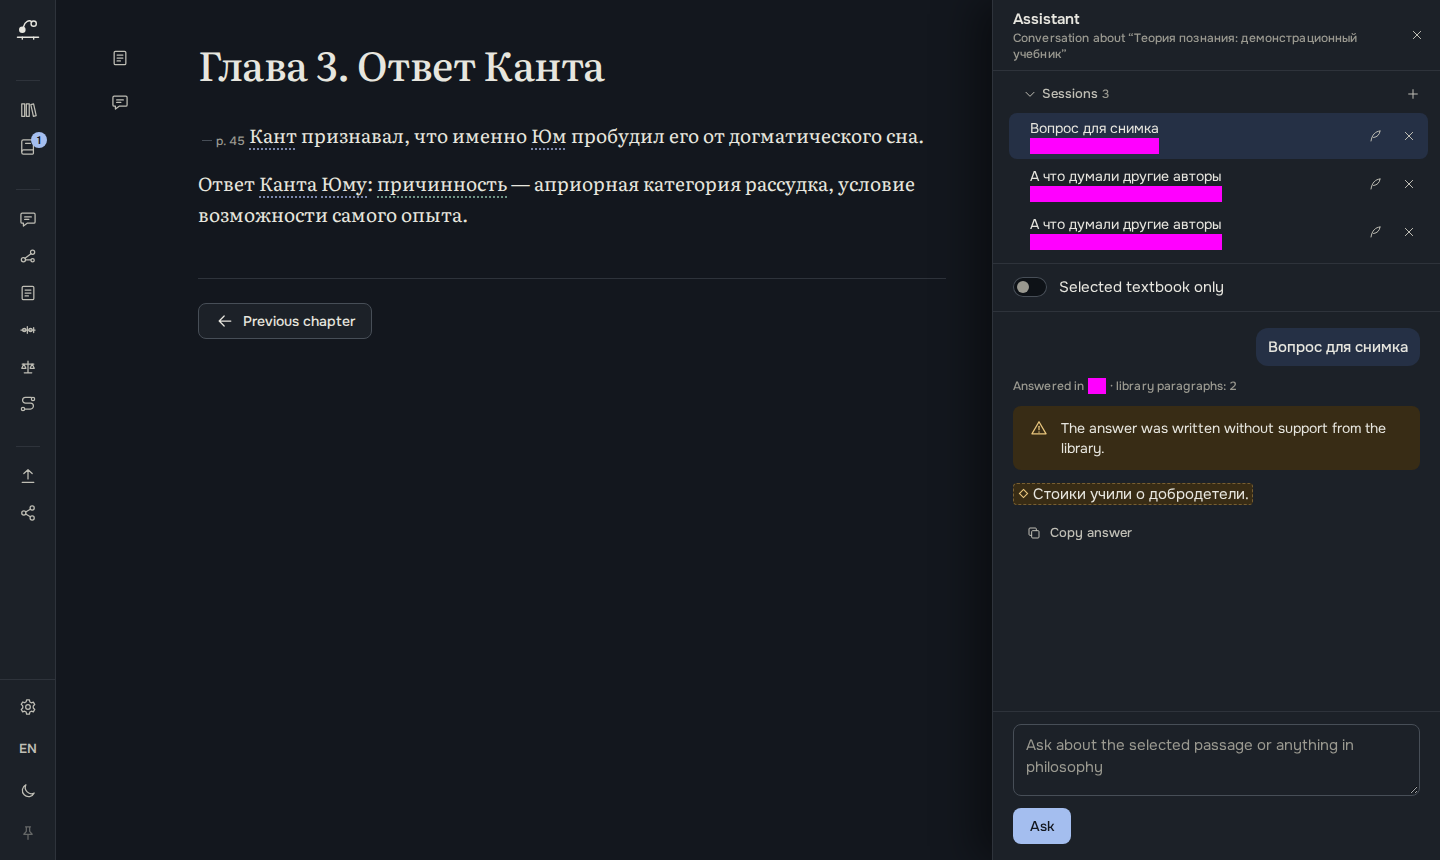 1
EN
Глава 3. Ответ Канта
— p. 45 Кант признавал, что именно Юм пробудил его от догматического сна.
Ответ Канта Юму: причинность — априорная категория рассудка, условие
возможности самого опыта.
Previous chapter
Assistant
Conversation about “Теория познания: демонстрационный
учебник”
Sessions 3
Вопрос для снимка
А что думали другие авторы
А что думали другие авторы
Selected textbook only
Вопрос для снимка
Answered in · library paragraphs: 2
The answer was written without support from the
library.
Стоики учили о добродетели.
Copy answer
Ask about the selected passage or anything in
philosophy
Ask